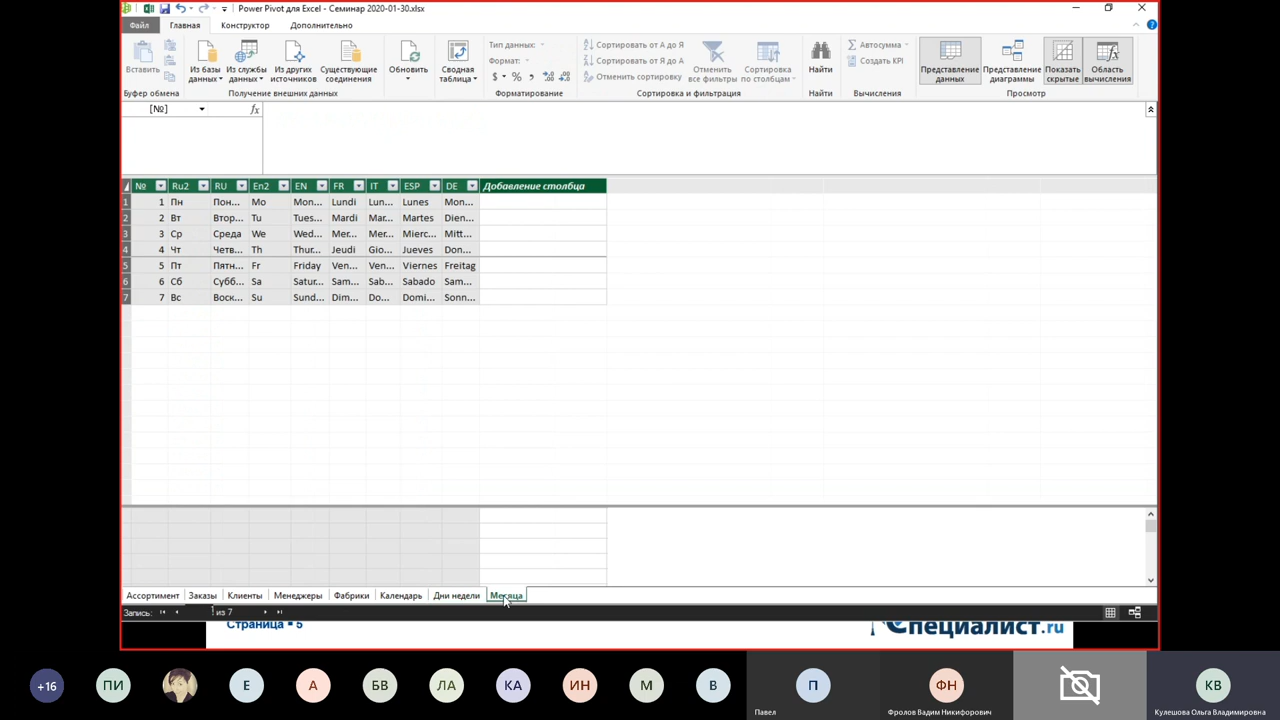 Power Pivot для Excel - Семинар 2020-01-30.xlsx
Файл Главная Конструктор Дополнительно
Вставить
Буфер обмена
Из базы данных
Из службы данных
Из других источников
Существующие соединения
Получение внешних данных
Обновить
Сводная таблица
Тип данных:
Формат:
$ %
Форматирование
Сортировать от А до Я
Сортировать от Я до А
Отменить сортировку
Отменить все фильтры
Сортировка по столбцам
Сортировка и фильтрация
Найти
Найти
Автосумма
Создать KPI
Вычисления
Представление данных
Представление диаграммы
Показать скрытые
Область вычисления
Просмотр
[№] fx
№ Ru2 RU En2 EN FR IT ESP DE Добавление столбца
1 1 Пн Пон... Mo Mon... Lundi Lun... Lunes Mon...
2 2 Вт Втор... Tu Tues... Mardi Mar... Martes Dien...
3 3 Ср Среда We Wed... Mer... Mer... Mierc... Mitt...
4 4 Чт Четв... Th Thur... Jeudi Gio... Jueves Don...
5 5 Пт Пятн... Fr Friday Ven... Ven... Viernes Freitag
6 6 Сб Субб... Sa Satur... Sam... Sab... Sabado Sam...
7 7 Вс Воск... Su Sund... Dim... Do... Domi... Sonn...
Ассортимент Заказы Клиенты Менеджеры Фабрики Календарь Дни недели Месяца
Запись: 1 из 7
Страница ▪ 5
Специалист.ru
+16 ПИ Е А БВ ЛА КА ИН М В П ФН КВ
Павел Фролов Вадим Никифорович Кулешова Ольга Владимировна